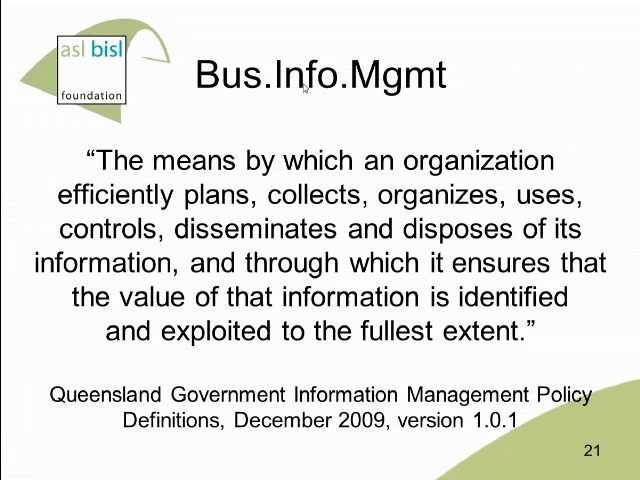 asl bisl
foundation
Bus.Info.Mgmt
“The means by which an organization
efficiently plans, collects, organizes, uses,
controls, disseminates and disposes of its
information, and through which it ensures that
the value of that information is identified
and exploited to the fullest extent.”
Queensland Government Information Management Policy
Definitions, December 2009, version 1.0.1
21